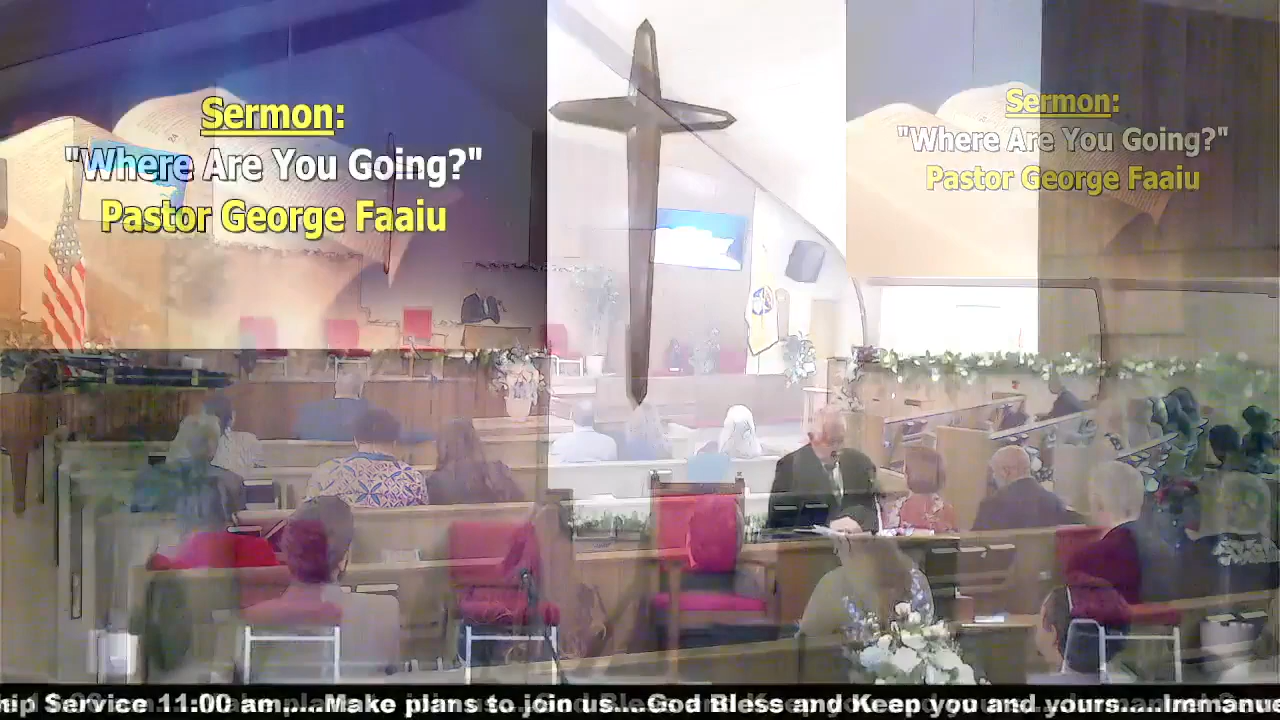 Sermon:
"Where Are You Going?"
Pastor George Faaiu
Sermon:
"Where Are You Going?"
Pastor George Faaiu
Service 11:00 am ....Make plans to join us....God Bless and Keep you and yours....